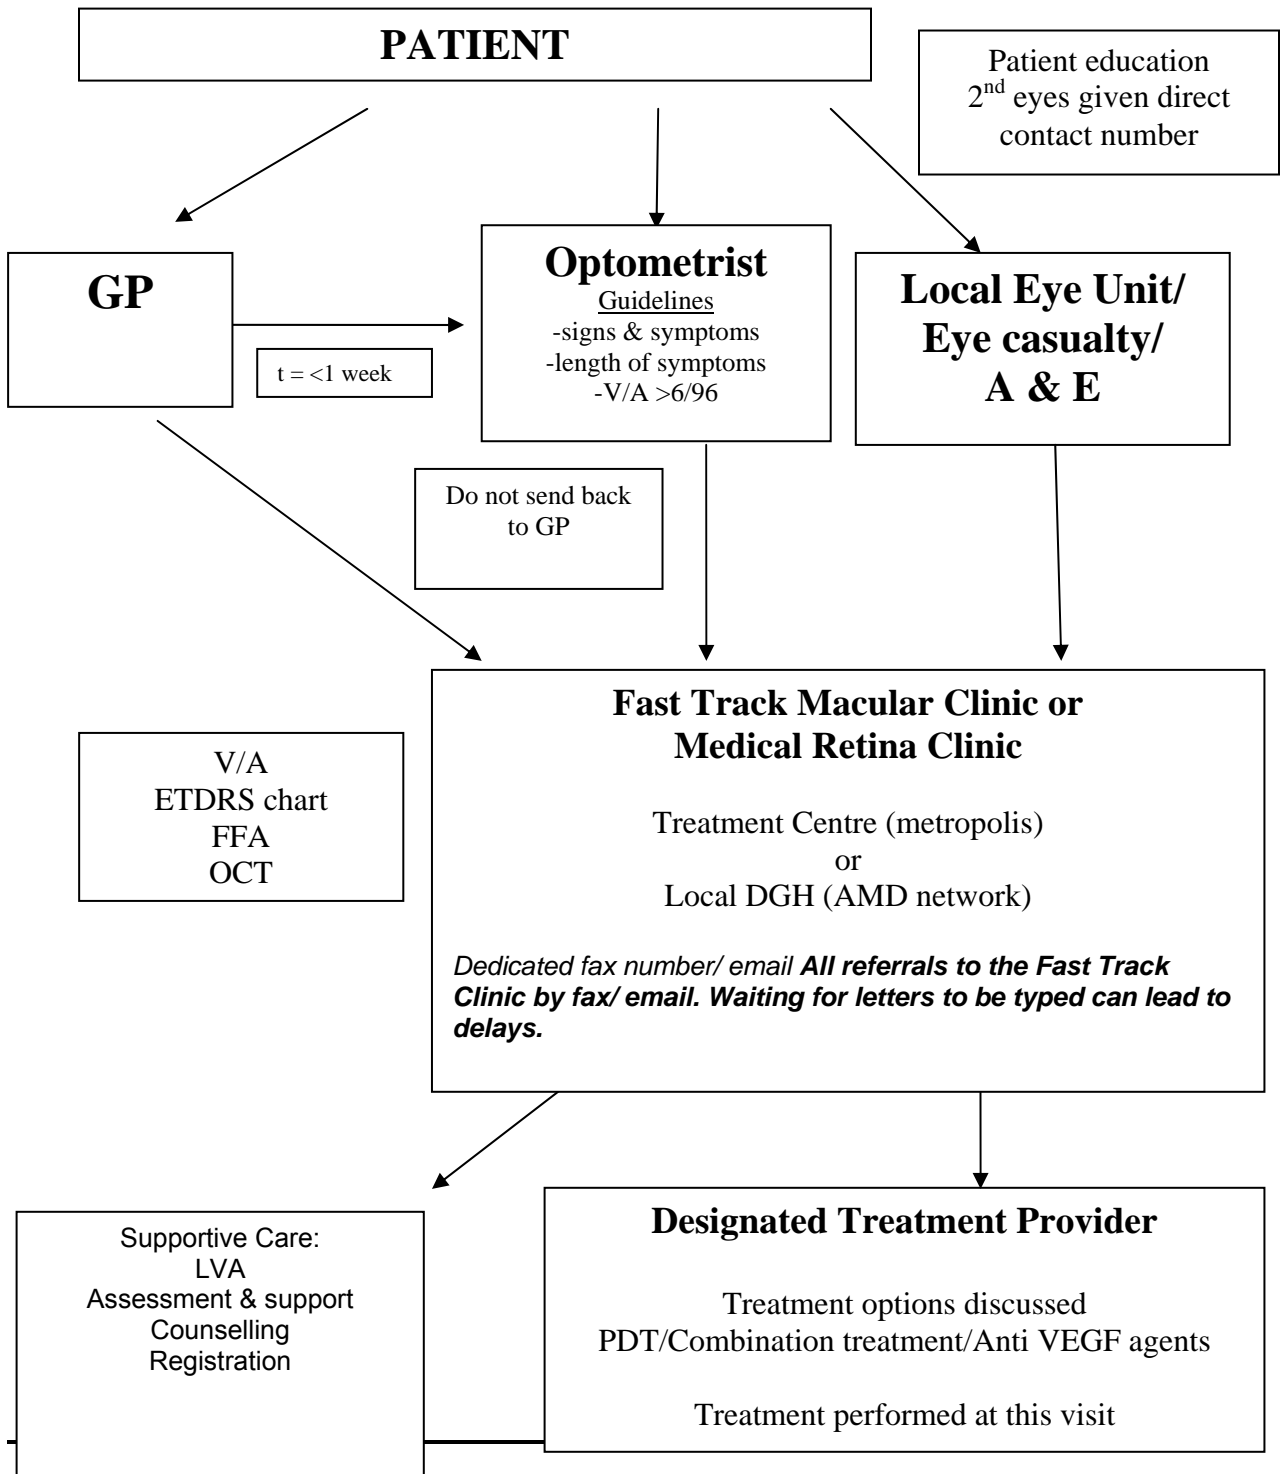 PATIENT
Patient education
2nd eyes given direct
contact number
GP
t = <1 week
Optometrist
Guidelines
-signs & symptoms
-length of symptoms
-V/A >6/96
Local Eye Unit/
Eye casualty/
A & E
Do not send back
to GP
V/A
ETDRS chart
FFA
OCT
Fast Track Macular Clinic or
Medical Retina Clinic
Treatment Centre (metropolis)
or
Local DGH (AMD network)
Dedicated fax number/ email All referrals to the Fast Track
Clinic by fax/ email. Waiting for letters to be typed can lead to
delays.
Supportive Care:
LVA
Assessment & support
Counselling
Registration
Designated Treatment Provider
Treatment options discussed
PDT/Combination treatment/Anti VEGF agents
Treatment performed at this visit